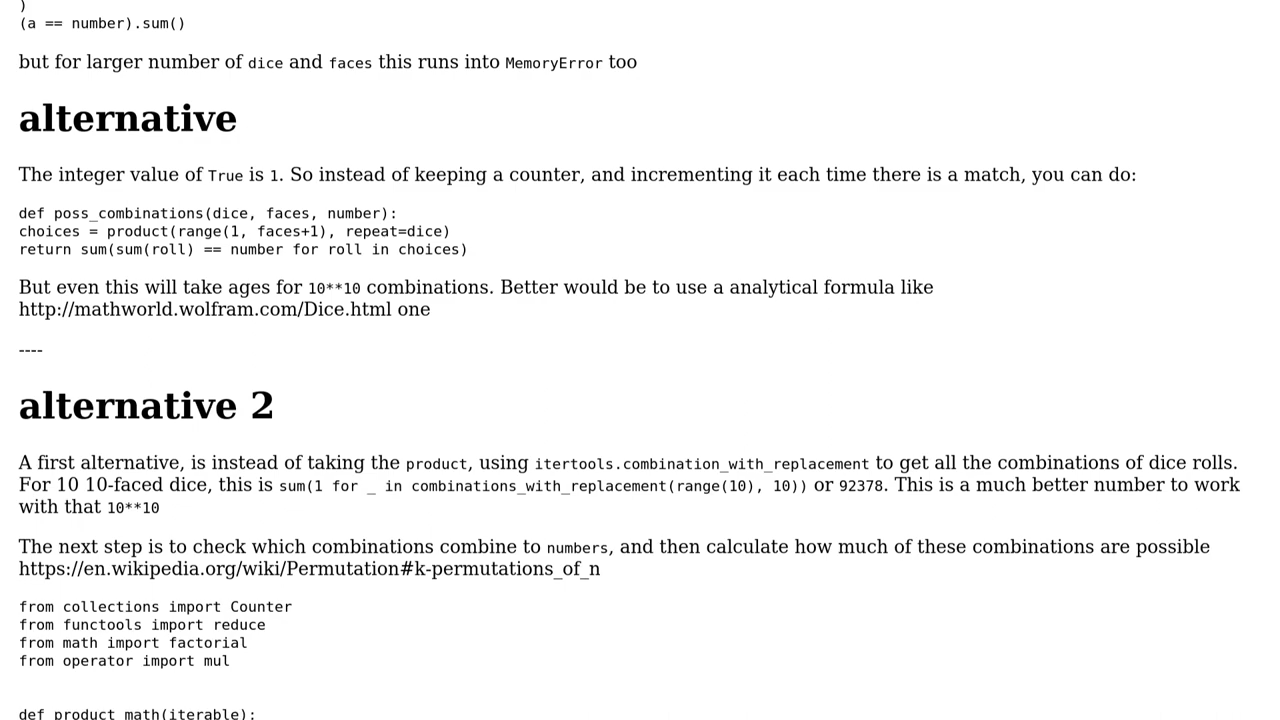 )
(a == number).sum()
but for larger number of dice and faces this runs into MemoryError too
alternative
The integer value of True is 1. So instead of keeping a counter, and incrementing it each time there is a match, you can do:
def poss_combinations(dice, faces, number):
choices = product(range(1, faces+1), repeat=dice)
return sum(sum(roll) == number for roll in choices)
But even this will take ages for 10**10 combinations. Better would be to use a analytical formula like
http://mathworld.wolfram.com/Dice.html one
----
alternative 2
A first alternative, is instead of taking the product, using itertools.combination_with_replacement to get all the combinations of dice rolls.
For 10 10-faced dice, this is sum(1 for _ in combinations_with_replacement(range(10), 10)) or 92378. This is a much better number to work
with that 10**10
The next step is to check which combinations combine to numbers, and then calculate how much of these combinations are possible
https://en.wikipedia.org/wiki/Permutation#k-permutations_of_n
from collections import Counter
from functools import reduce
from math import factorial
from operator import mul
def product_math(iterable):